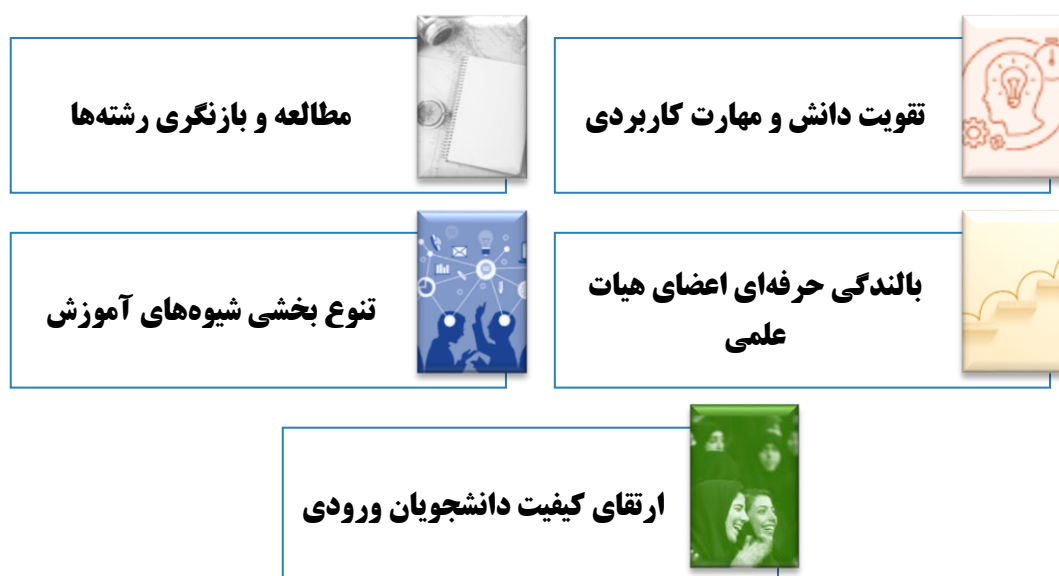 تقویت دانش و مهارت کاربردی
مطالعه و بازنگری رشته‌ها
بالندگی حرفه‌ای اعضای هیات
علمی
تنوع بخشی شیوه‌های آموزش
ارتقای کیفیت دانشجویان ورودی